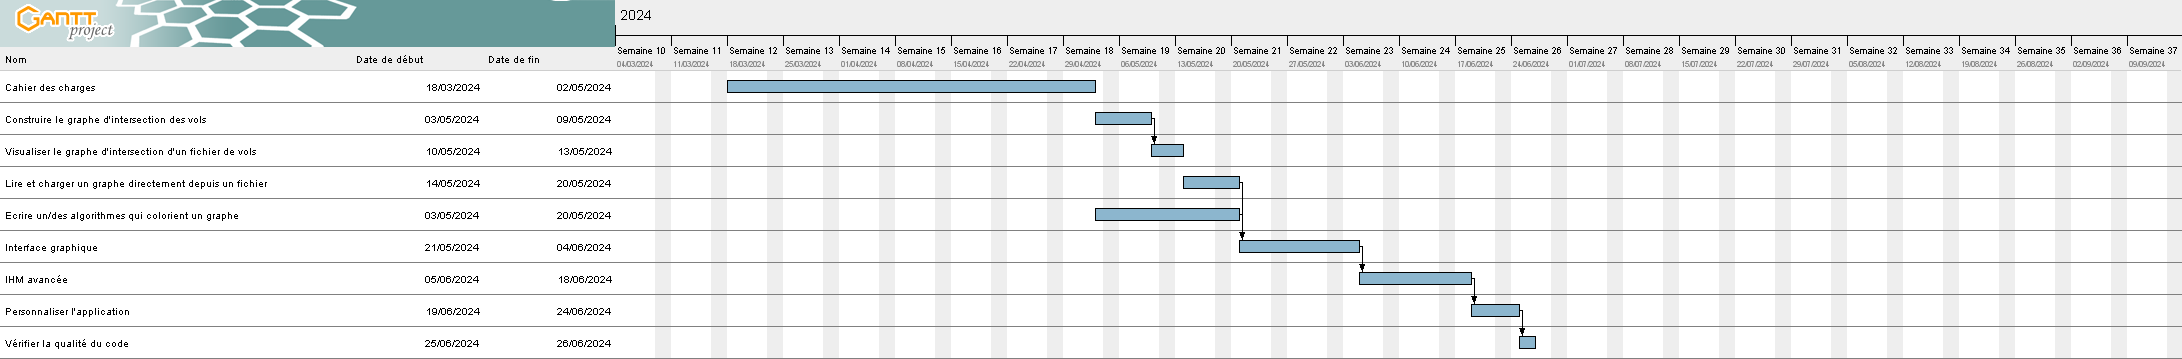 GANTT
project
2024
Semaine 10 Semaine 11 Semaine 12 Semaine 13 Semaine 14 Semaine 15 Semaine 16 Semaine 17 Semaine 18 Semaine 19 Semaine 20 Semaine 21 Semaine 22 Semaine 23 Semaine 24 Semaine 25 Semaine 26 Semaine 27 Semaine 28 Semaine 29 Semaine 30 Semaine 31 Semaine 32 Semaine 33 Semaine 34 Semaine 35 Semaine 36 Semaine 37
Nom Date de début Date de fin
04/03/2024 11/03/2024 18/03/2024 25/03/2024 01/04/2024 08/04/2024 15/04/2024 22/04/2024 29/04/2024 06/05/2024 13/05/2024 20/05/2024 27/05/2024 03/06/2024 10/06/2024 17/06/2024 24/06/2024 01/07/2024 08/07/2024 15/07/2024 22/07/2024 29/07/2024 05/08/2024 12/08/2024 19/08/2024 26/08/2024 02/09/2024 09/09/2024
Cahier des charges 18/03/2024 02/05/2024
Construire le graphe d'intersection des vols 03/05/2024 09/05/2024
Visualiser le graphe d'intersection d'un fichier de vols 10/05/2024 13/05/2024
Lire et charger un graphe directement depuis un fichier 14/05/2024 20/05/2024
Ecrire un/des algorithmes qui colorient un graphe 03/05/2024 20/05/2024
Interface graphique 21/05/2024 04/06/2024
IHM avancée 05/06/2024 18/06/2024
Personnaliser l'application 19/06/2024 24/06/2024
Vérifier la qualité du code 25/06/2024 26/06/2024